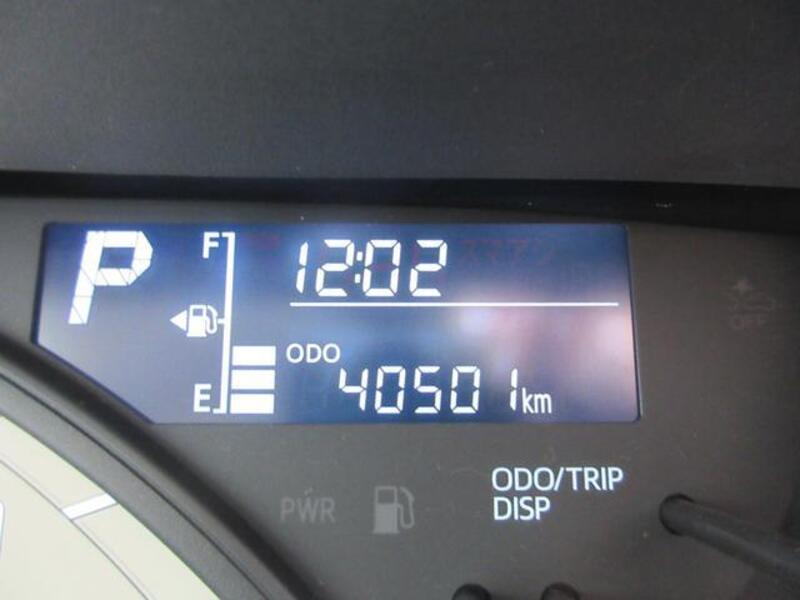 P
F
12:02
ODO
E
40501km
ODO/TRIP
DISP
PWR
OFF